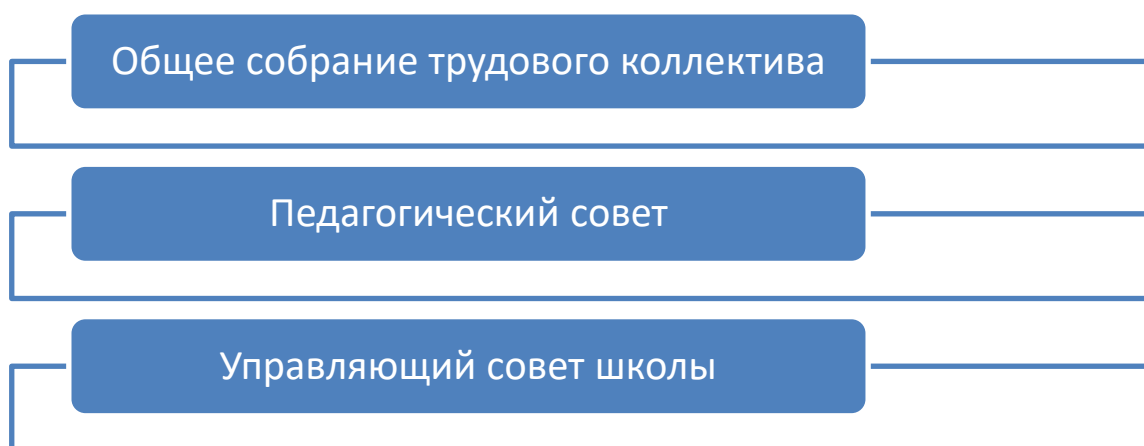 Общее собрание трудового коллектива
Педагогический совет
Управляющий совет школы